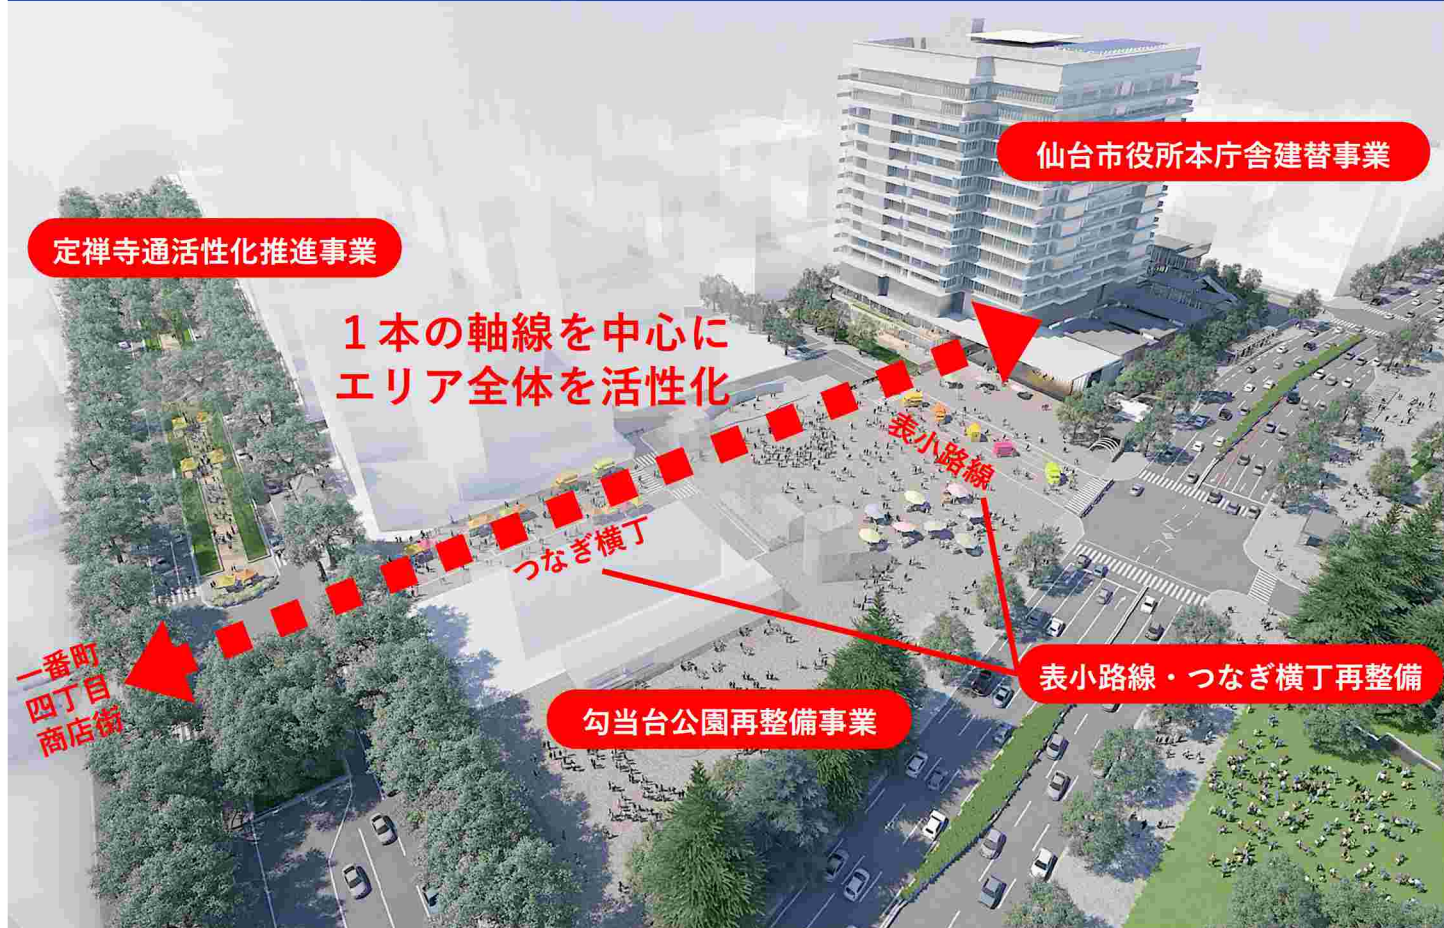 仙台市役所本庁舎建替事業
定禅寺通活性化推進事業
1本の軸線を中心に
エリア全体を活性化
表小路線
つなぎ横丁
一番町
四丁目
商店街
表小路線・つなぎ横丁再整備
勾当台公園再整備事業